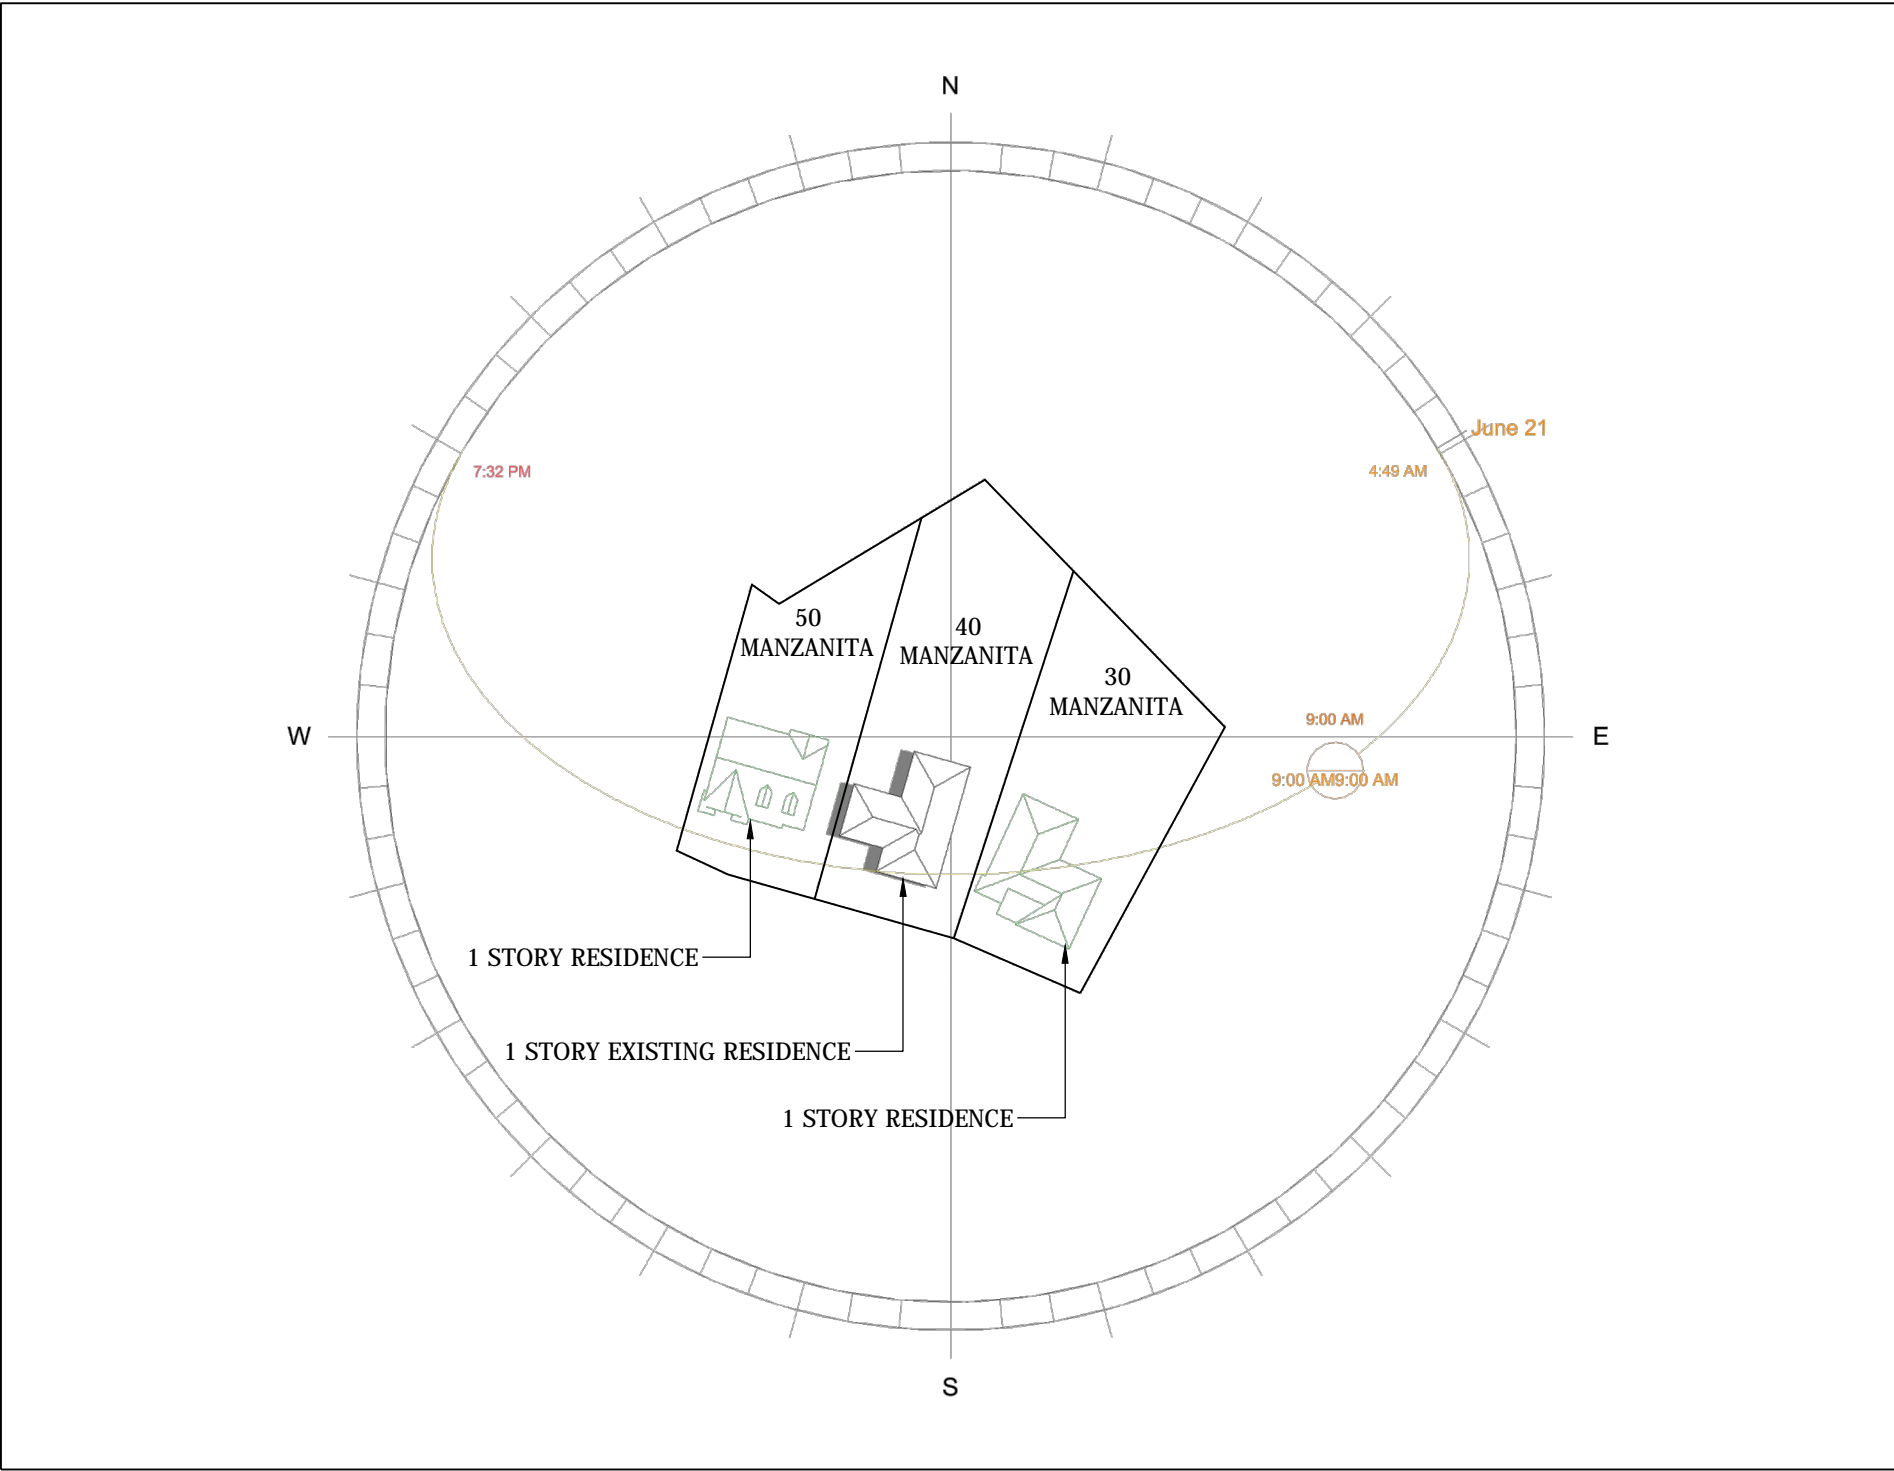 N
June 21
7:32 PM
4:49 AM
50
MANZANITA
40
MANZANITA
30
MANZANITA
9:00 AM
W
E
9:00 AM9:00 AM
1 STORY RESIDENCE
1 STORY EXISTING RESIDENCE
1 STORY RESIDENCE
S